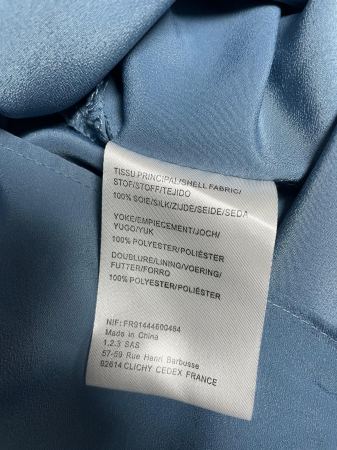 TISSU PRINCIPAL/SHELL FABRIC/
STOF/STOFF/TEJIDO
100% SOIE/SILK/ZIJDE/SEIDE/SEDA
YOKE/EMPIECEMENT/JOCH/
YUGO/YUK
100% POLYESTER/POLIÉSTER
DOUBLURE/LINING/VOERING/
FUTTER/FORRO
100% POLYESTER/POLIÉSTER
NIF: FR91444600464
Made in China
1.2.3 SAS
57-59 Rue Henri Barbusse
92614 CLICHY CEDEX FRANCE